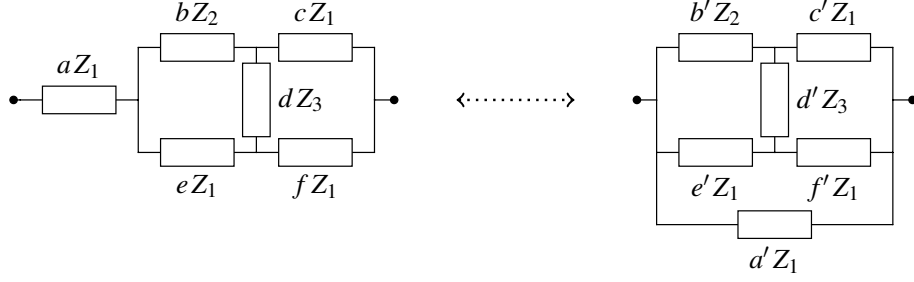 bZ₂ cZ₁
aZ₁
dZ₃
eZ₁ fZ₁
b′Z₂ c′Z₁
d′Z₃
e′Z₁ f′Z₁
a′Z₁